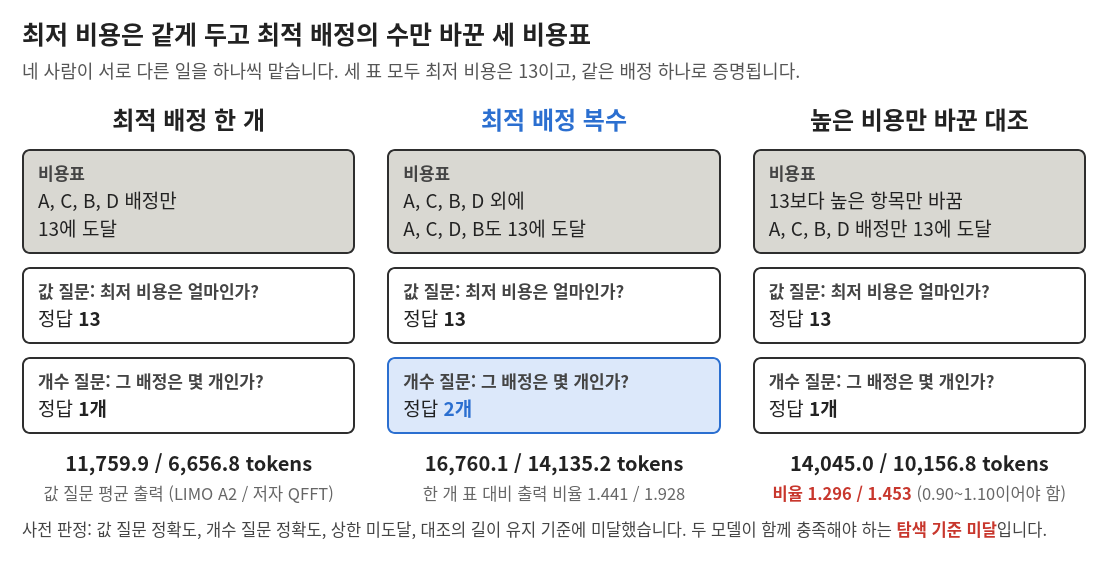 최저 비용은 같게 두고 최적 배정의 수만 바꾼 세 비용표
네 사람이 서로 다른 일을 하나씩 맡습니다. 세 표 모두 최저 비용은 13이고, 같은 배정 하나로 증명됩니다.
최적 배정 한 개
비용표
A, C, B, D 배정만
13에 도달
값 질문: 최저 비용은 얼마인가?
정답 13
개수 질문: 그 배정은 몇 개인가?
정답 1개
11,759.9 / 6,656.8 tokens
값 질문 평균 출력 (LIMO A2 / 저자 QFFT)
최적 배정 복수
비용표
A, C, B, D 외에
A, C, D, B도 13에 도달
값 질문: 최저 비용은 얼마인가?
정답 13
개수 질문: 그 배정은 몇 개인가?
정답 2개
16,760.1 / 14,135.2 tokens
한 개 표 대비 출력 비율 1.441 / 1.928
높은 비용만 바꾼 대조
비용표
13보다 높은 항목만 바꿈
A, C, B, D 배정만 13에 도달
값 질문: 최저 비용은 얼마인가?
정답 13
개수 질문: 그 배정은 몇 개인가?
정답 1개
14,045.0 / 10,156.8 tokens
비율 1.296 / 1.453 (0.90~1.10이어야 함)
사전 판정: 값 질문 정확도, 개수 질문 정확도, 상한 미도달, 대조의 길이 유지 기준에 미달했습니다. 두 모델이 함께 충족해야 하는 탐색 기준 미달입니다.